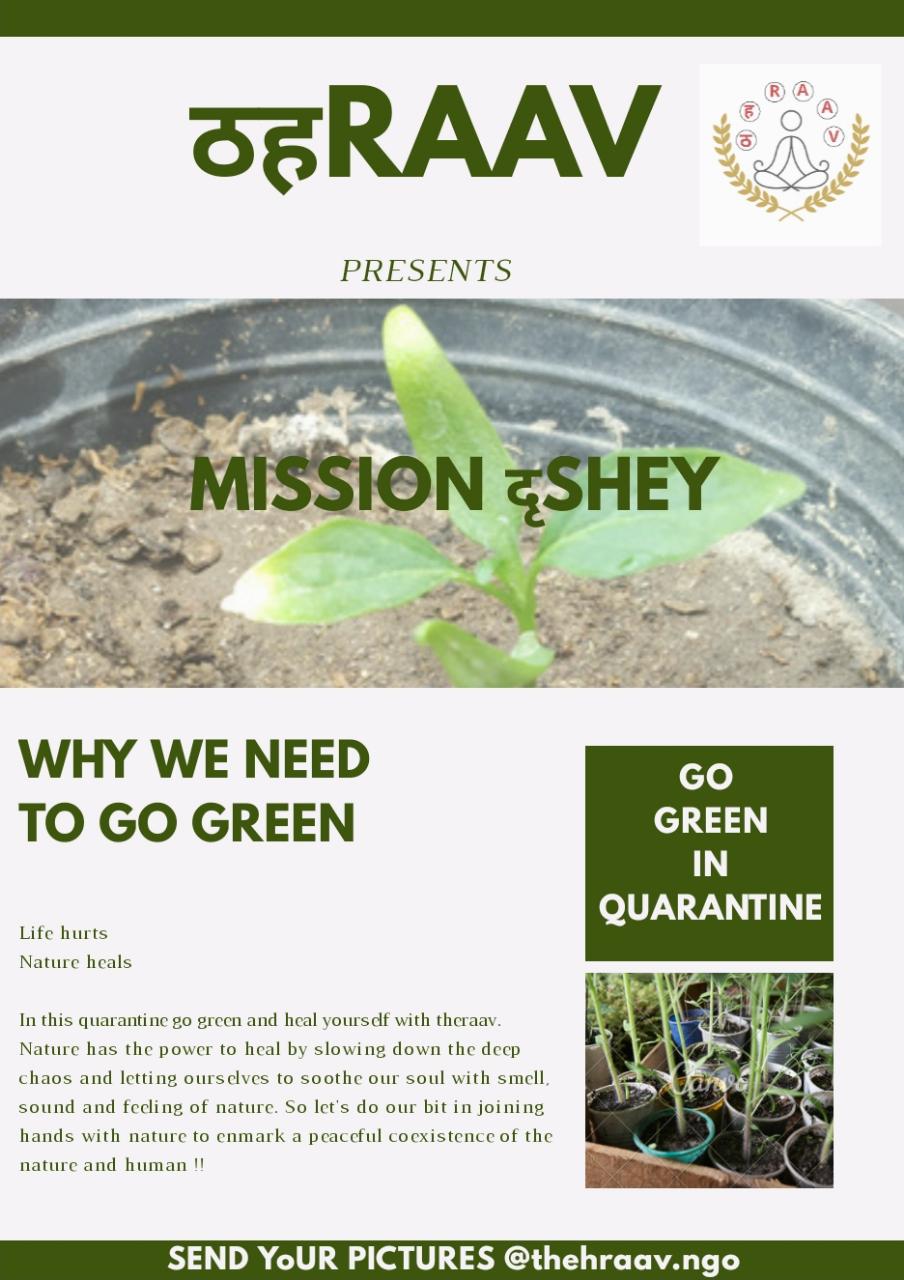 ठहRAAV
ठ ह R A A A V
PRESENTS
MISSION दृSHEY
WHY WE NEED
TO GO GREEN
Life hurts
Nature heals
In this quarantine go green and heal yourself with theraav.
Nature has the power to heal by slowing down the deep
chaos and letting ourselves to soothe our soul with smell,
sound and feeling of nature. So let's do our bit in joining
hands with nature to enmark a peaceful coexistence of the
nature and human !!
GO
GREEN
IN
QUARANTINE
Canva
SEND YoUR PICTURES @thehraav.ngo